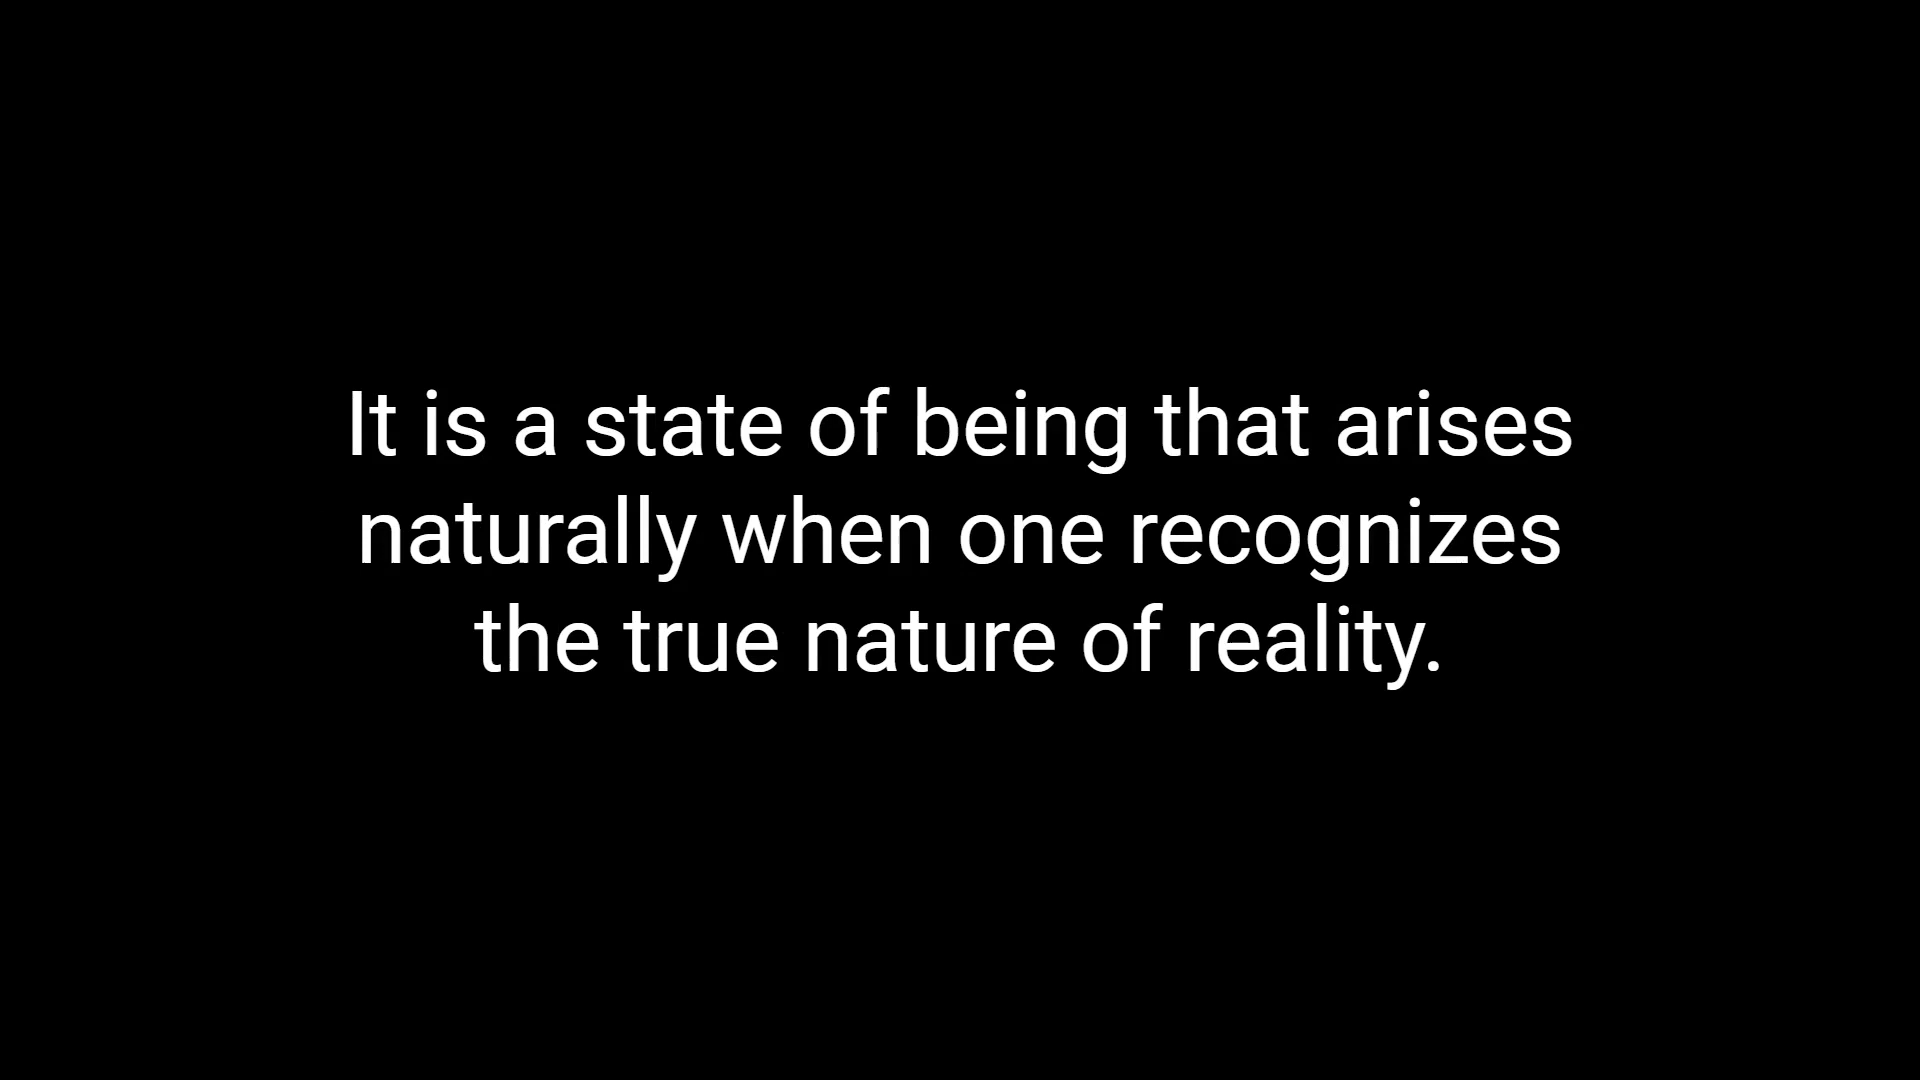 It is a state of being that arises
naturally when one recognizes
the true nature of reality.